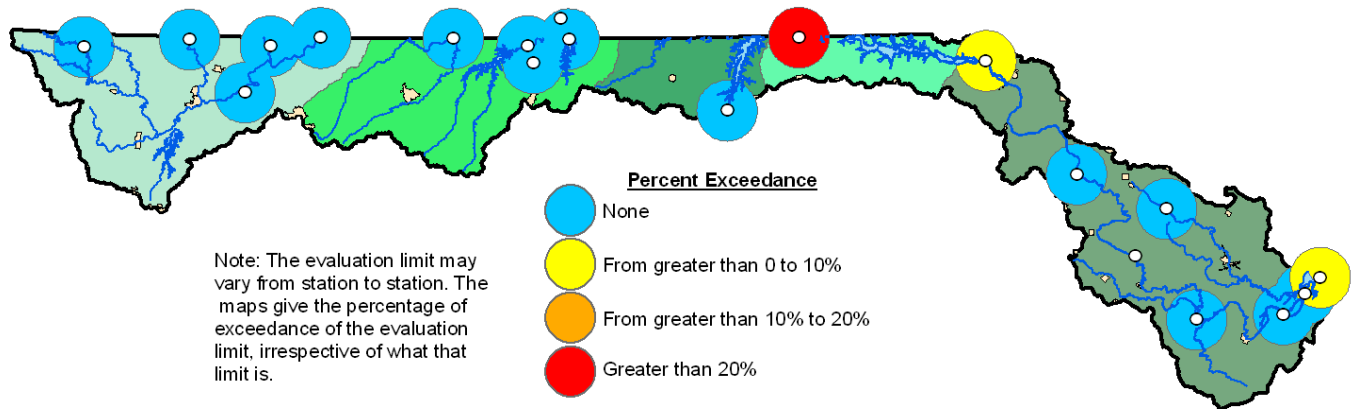 Percent Exceedance
None
From greater than 0 to 10%
From greater than 10% to 20%
Greater than 20%
Note: The evaluation limit may
vary from station to station. The
maps give the percentage of
exceedance of the evaluation
limit, irrespective of what that
limit is.